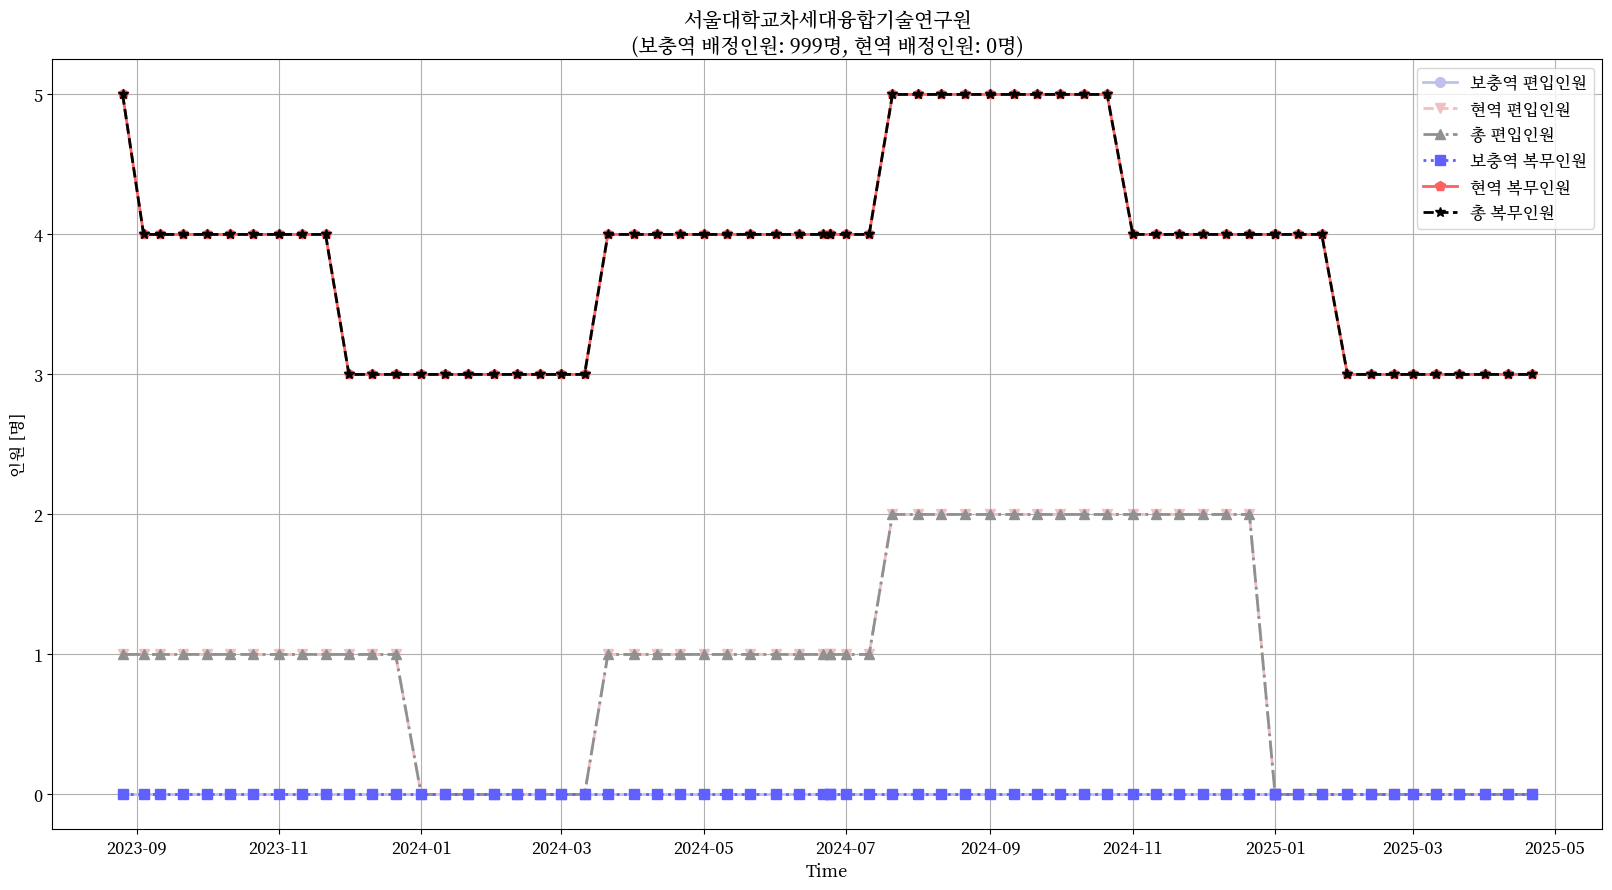 서울대학교차세대융합기술연구원
(보충역 배정인원: 999명, 현역 배정인원: 0명)
보충역 편입인원
현역 편입인원
총 편입인원
보충역 복무인원
현역 복무인원
총 복무인원
인원 [명]
5
4
3
2
1
0
2023-09 2023-11 2024-01 2024-03 2024-05 2024-07 2024-09 2024-11 2025-01 2025-03 2025-05
Time